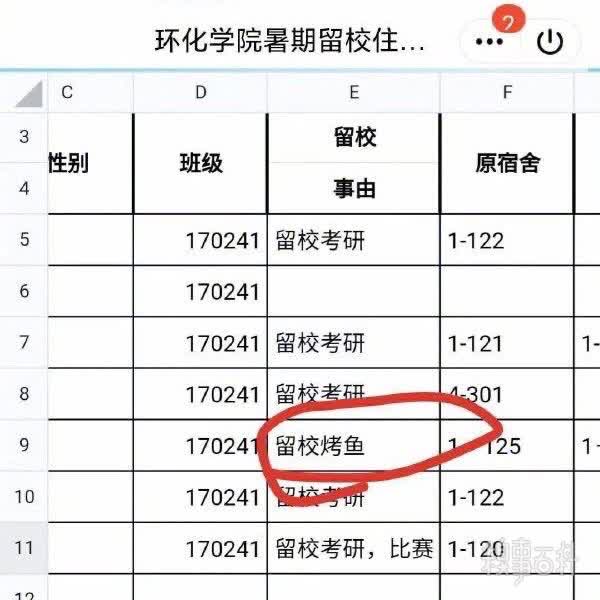 环化学院暑期留校住…
2
C D E F
3 性别 班级 留校 原宿舍
4 事由
5 170241 留校考研 1-122
6 170241
7 170241 留校考研 1-121 1-
8 170241 留校考研 4-301
9 170241 留校烤鱼 1- 125 1-
10 170241 留校考研 1-122
11 170241 留校考研，比赛 1-120
12
糗事百科